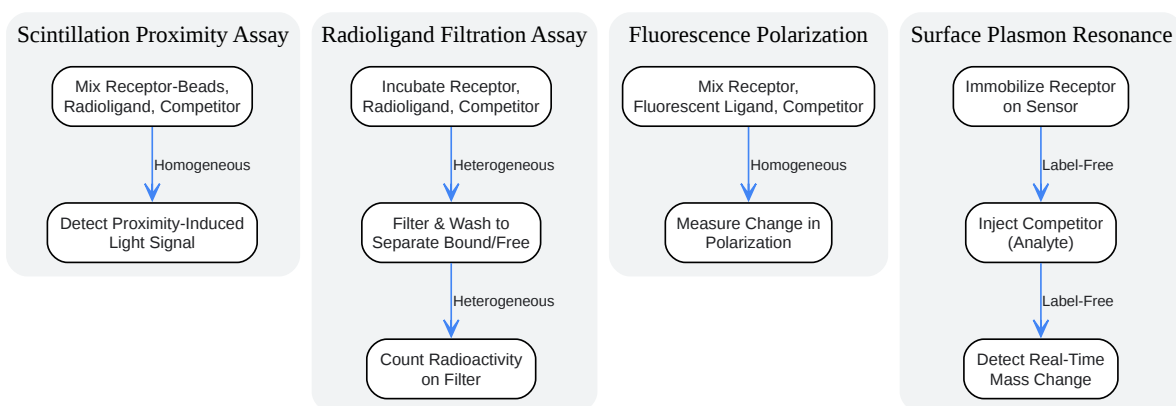 Scintillation Proximity Assay
Mix Receptor-Beads,
Radioligand, Competitor
Homogeneous
Detect Proximity-Induced
Light Signal
Radioligand Filtration Assay
Incubate Receptor,
Radioligand, Competitor
Heterogeneous
Filter & Wash to
Separate Bound/Free
Heterogeneous
Count Radioactivity
on Filter
Fluorescence Polarization
Mix Receptor,
Fluorescent Ligand, Competitor
Homogeneous
Measure Change in
Polarization
Surface Plasmon Resonance
Immobilize Receptor
on Sensor
Label-Free
Inject Competitor
(Analyte)
Label-Free
Detect Real-Time
Mass Change